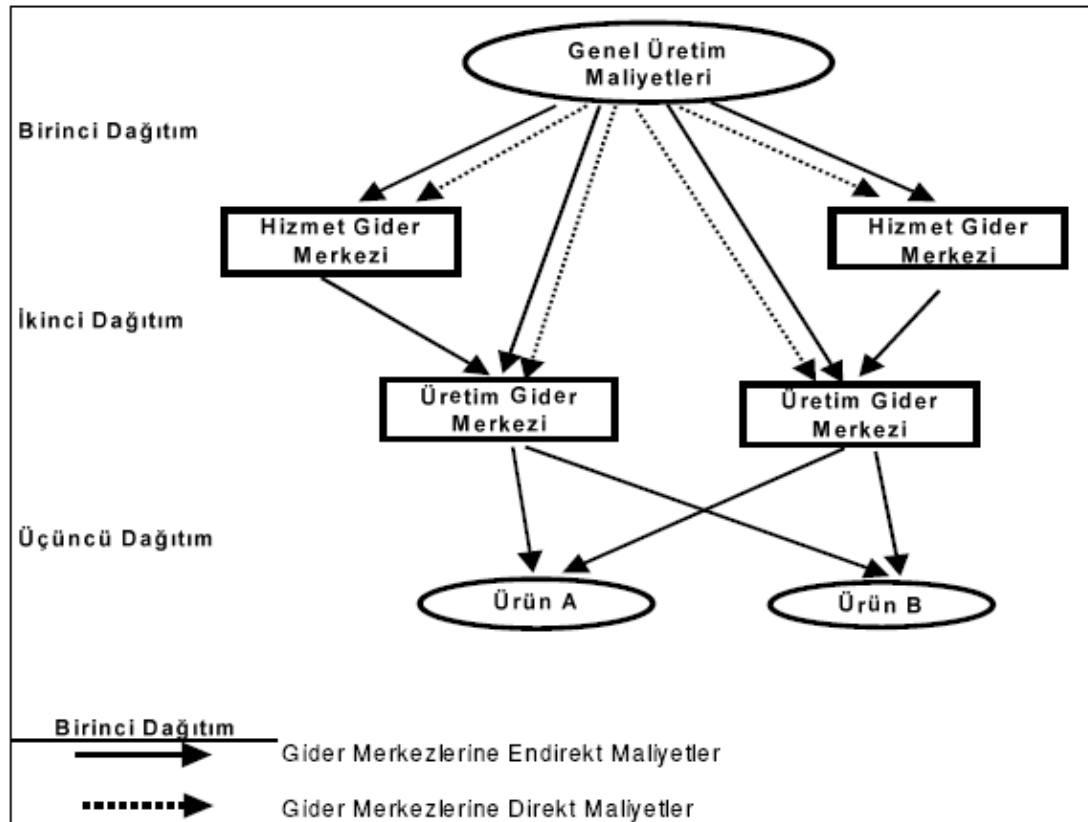 Genel Üretim
Maliyetleri
Birinci Dağıtım
Hizmet Gider
Merkezi
Hizmet Gider
Merkezi
İkinci Dağıtım
Üretim Gider
Merkezi
Üretim Gider
Merkezi
Üçüncü Dağıtım
Ürün A
Ürün B
Birinci Dağıtım
Gider Merkezlerine Endirekt Maliyetler
Gider Merkezlerine Direkt Maliyetler